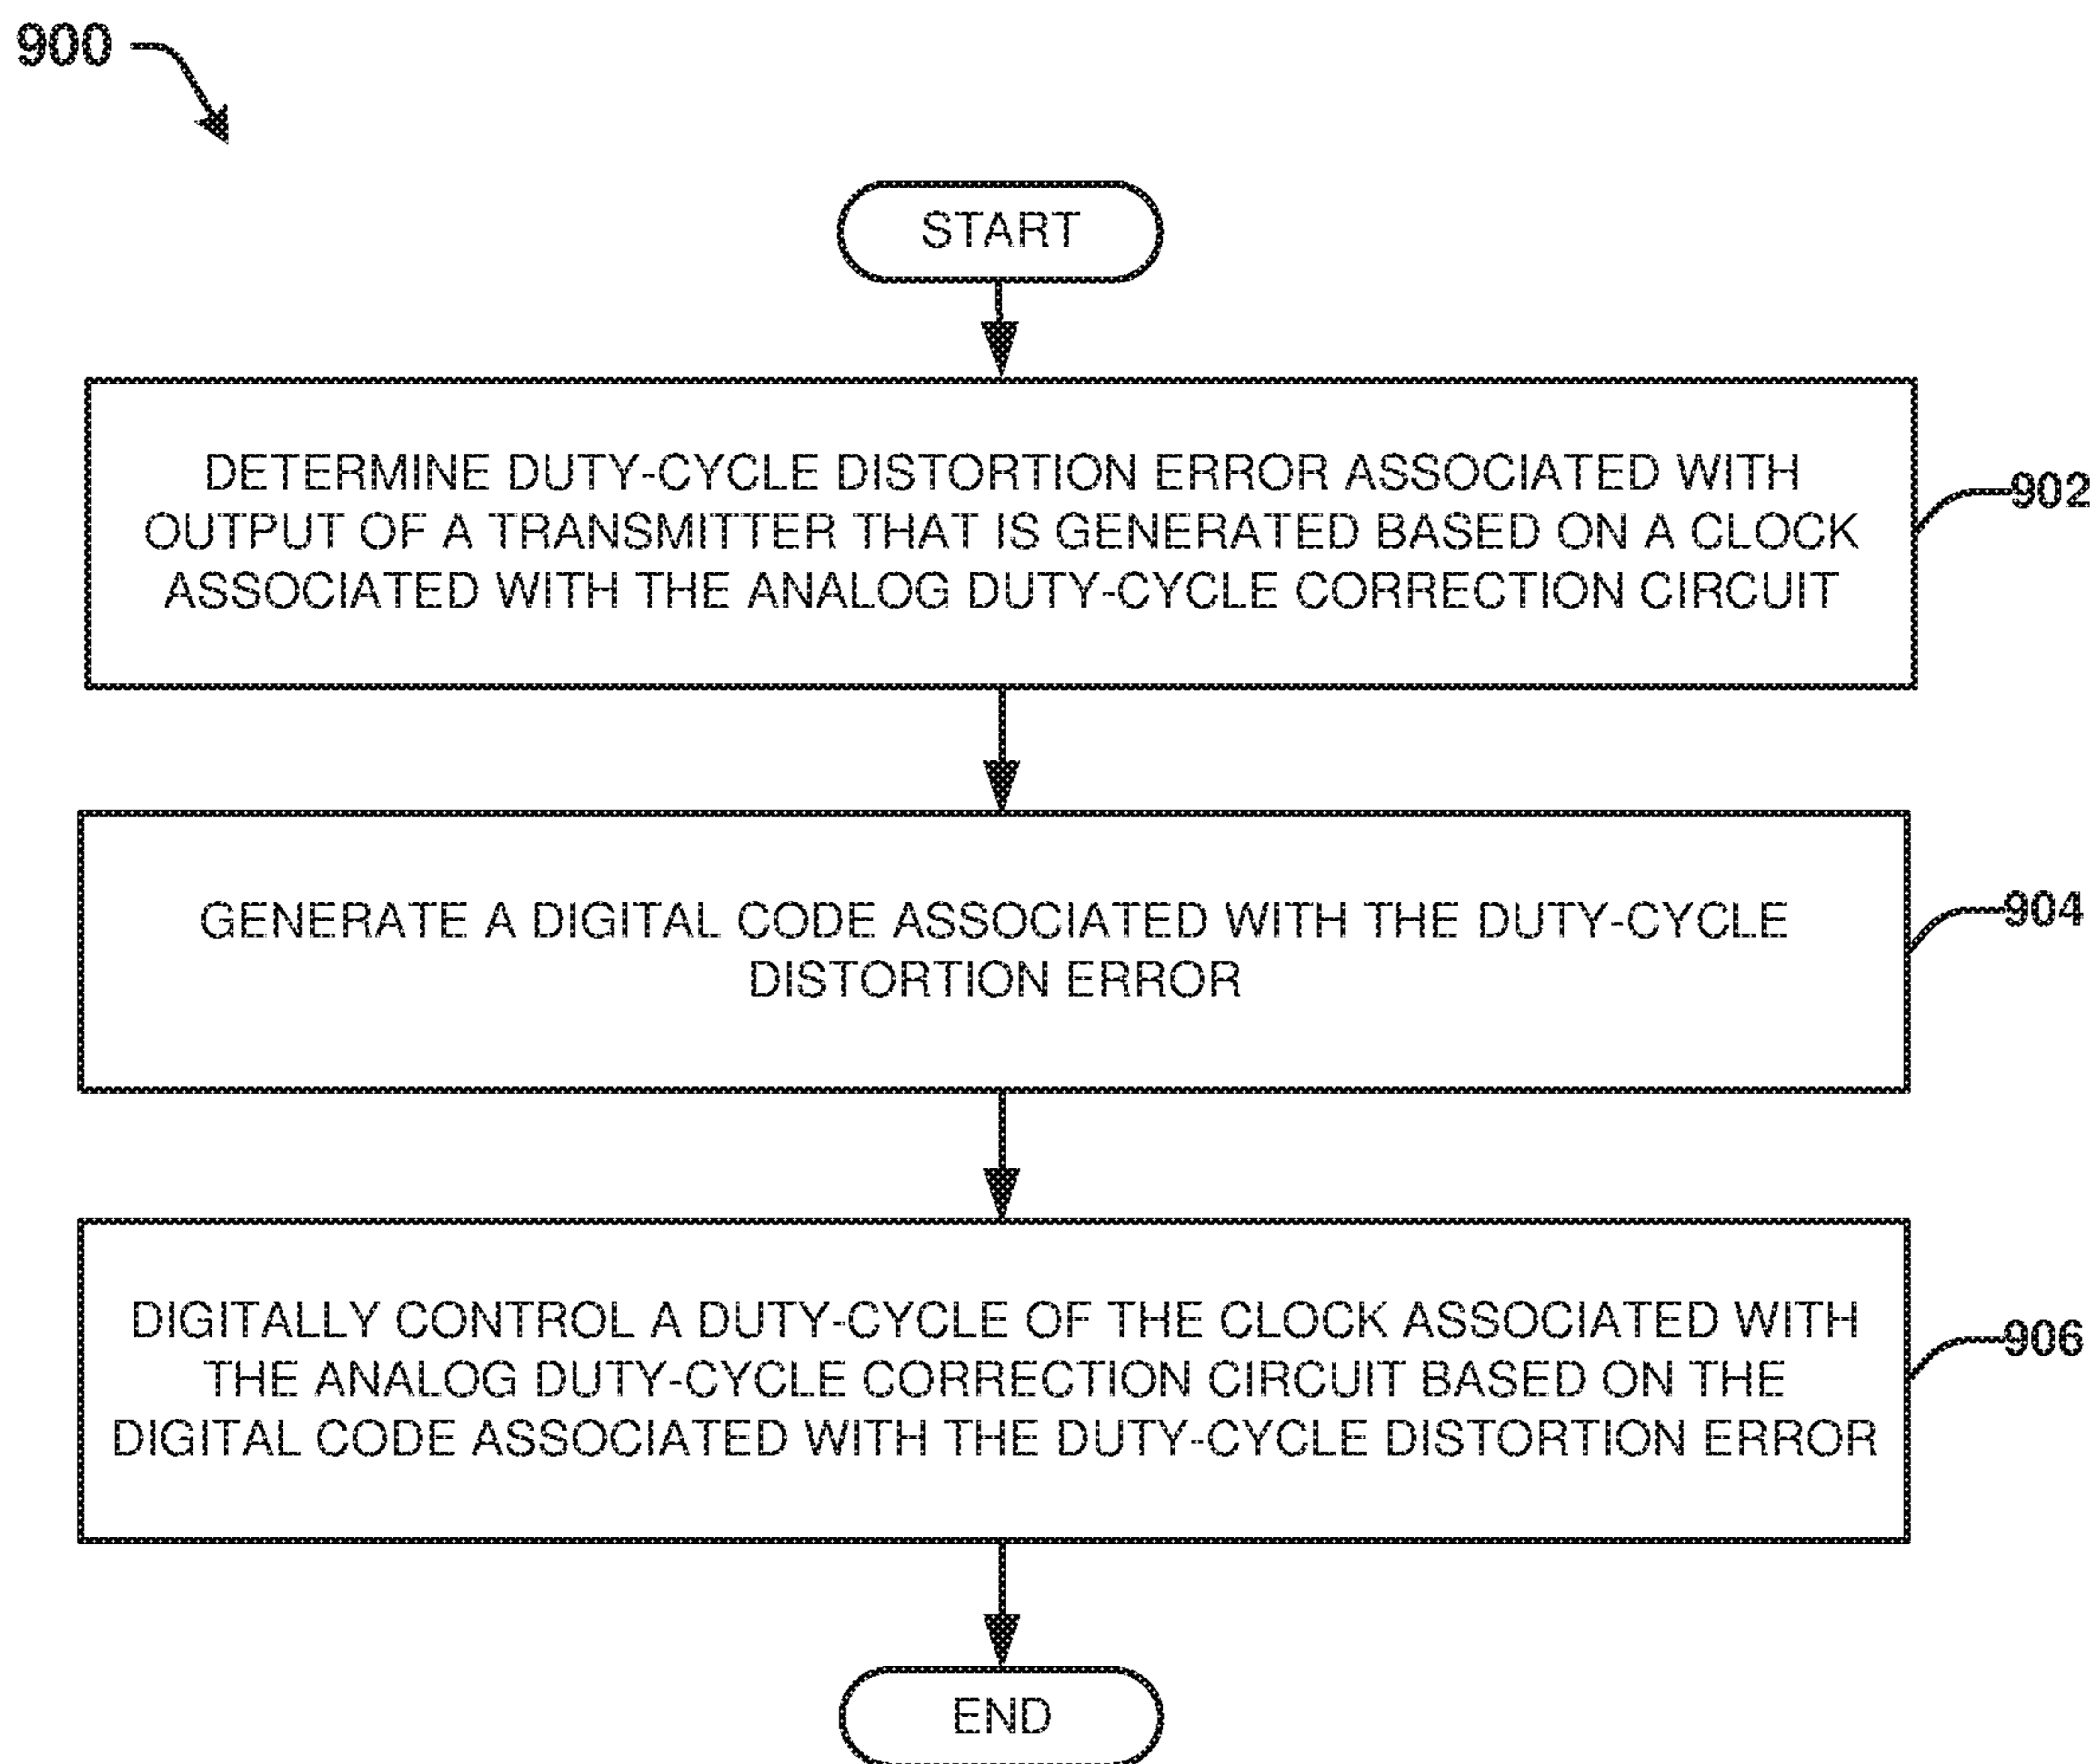 900
START
DETERMINE DUTY-CYCLE DISTORTION ERROR ASSOCIATED WITH
OUTPUT OF A TRANSMITTER THAT IS GENERATED BASED ON A CLOCK
ASSOCIATED WITH THE ANALOG DUTY-CYCLE CORRECTION CIRCUIT
902
GENERATE A DIGITAL CODE ASSOCIATED WITH THE DUTY-CYCLE
DISTORTION ERROR
904
DIGITALLY CONTROL A DUTY-CYCLE OF THE CLOCK ASSOCIATED WITH
THE ANALOG DUTY-CYCLE CORRECTION CIRCUIT BASED ON THE
DIGITAL CODE ASSOCIATED WITH THE DUTY-CYCLE DISTORTION ERROR
906
END